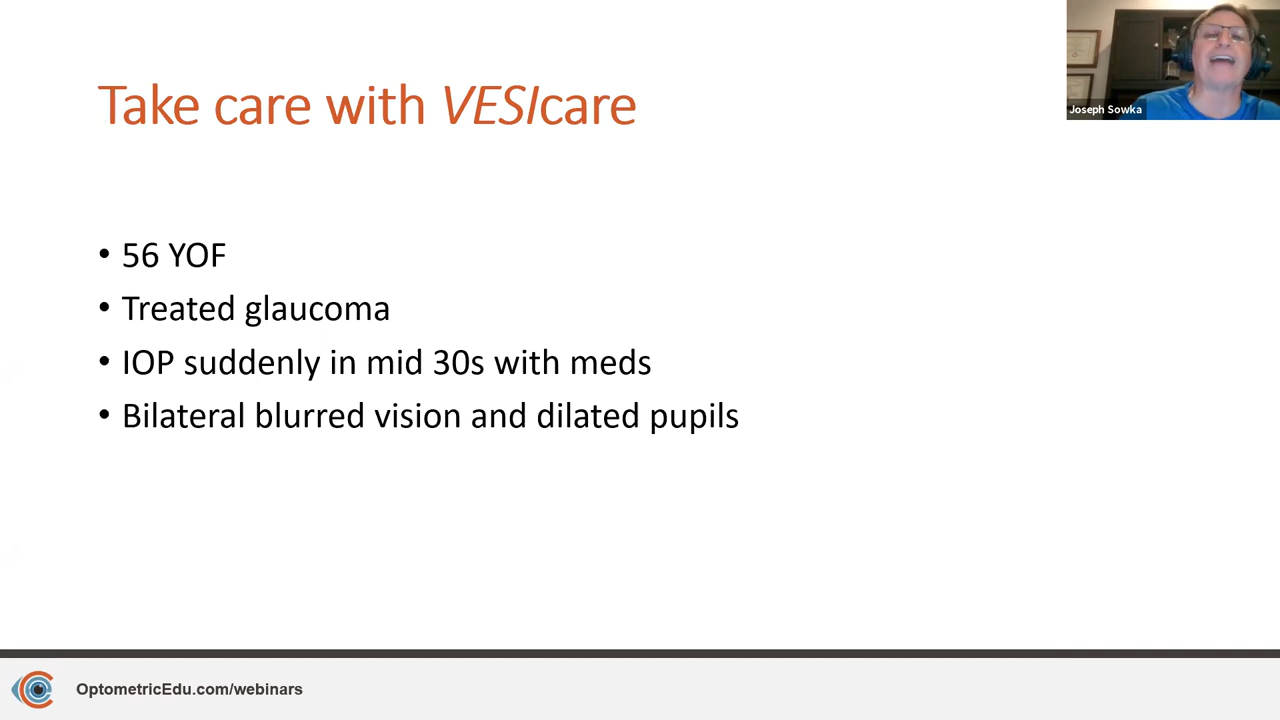 Take care with VESIcare
Joseph Sowka
• 56 YOF
• Treated glaucoma
• IOP suddenly in mid 30s with meds
• Bilateral blurred vision and dilated pupils
OptometricEdu.com/webinars